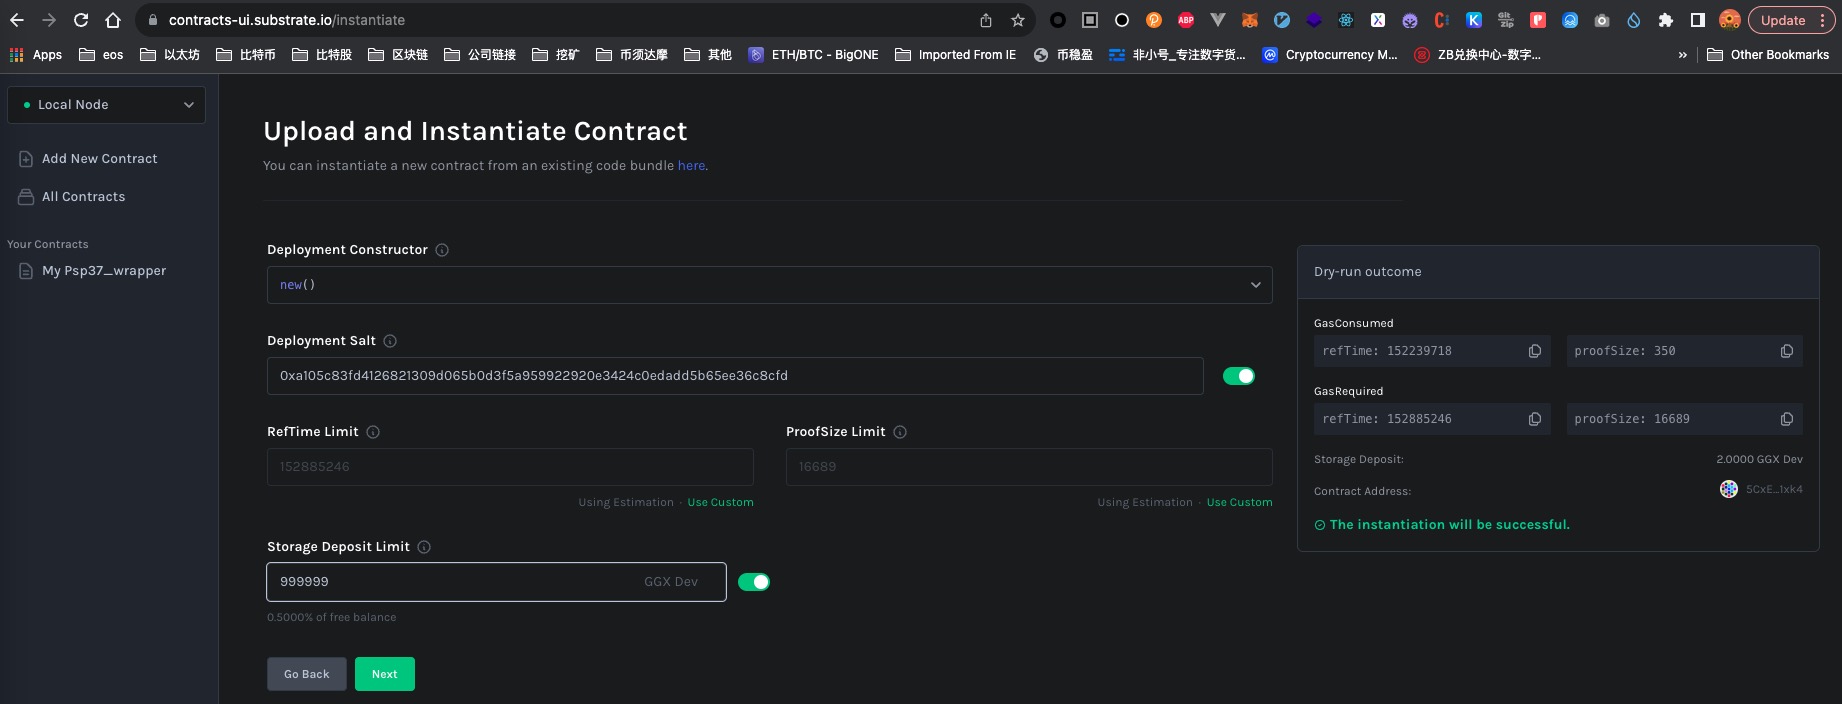 contracts-ui.substrate.io/instantiate
ABP
Git Zip
Update
Apps
eos
以太坊
比特币
比特股
区块链
公司链接
挖矿
币须达摩
其他
ETH/BTC - BigONE
Imported From IE
币稳盈
非小号_专注数字货...
Cryptocurrency M...
ZB兑换中心-数字...
»
Other Bookmarks
Local Node
Add New Contract
All Contracts
Your Contracts
My Psp37_wrapper
Upload and Instantiate Contract
You can instantiate a new contract from an existing code bundle here.
Deployment Constructor
new()
Deployment Salt
0xa105c83fd4126821309d065b0d3f5a959922920e3424c0edadd5b65ee36c8cfd
RefTime Limit
152885246
Using Estimation · Use Custom
ProofSize Limit
16689
Using Estimation · Use Custom
Storage Deposit Limit
999999 GGX Dev
0.5000% of free balance
Go Back
Next
Dry-run outcome
GasConsumed
refTime: 152239718
proofSize: 350
GasRequired
refTime: 152885246
proofSize: 16689
Storage Deposit: 2.0000 GGX Dev
Contract Address: 5CxE...1xk4
The instantiation will be successful.